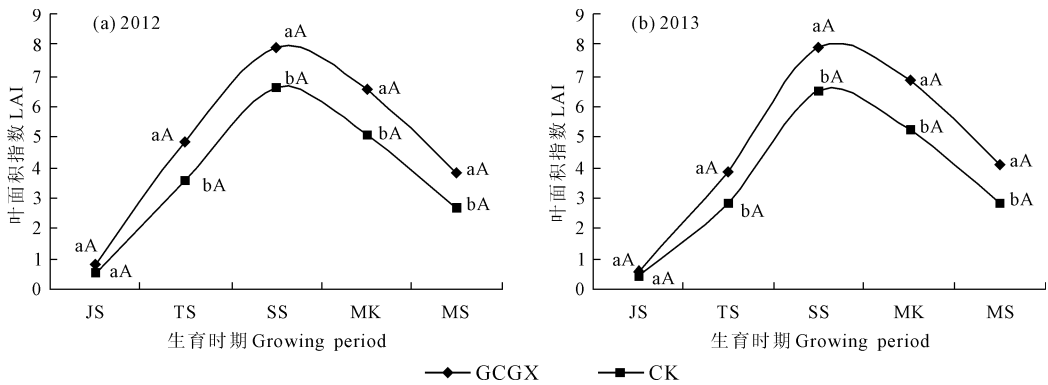 (a) 2012
叶面积指数 LAI
9
8
7
6
5
4
3
2
1
0
aA
aA
aA
bA
aA
bA
aA
bA
aA
bA
JS TS SS MK MS
生育时期 Growing period
(b) 2013
叶面积指数 LAI
9
8
7
6
5
4
3
2
1
0
aA
aA
aA
bA
aA
bA
aA
bA
aA
bA
JS TS SS MK MS
生育时期 Growing period
GCGX CK